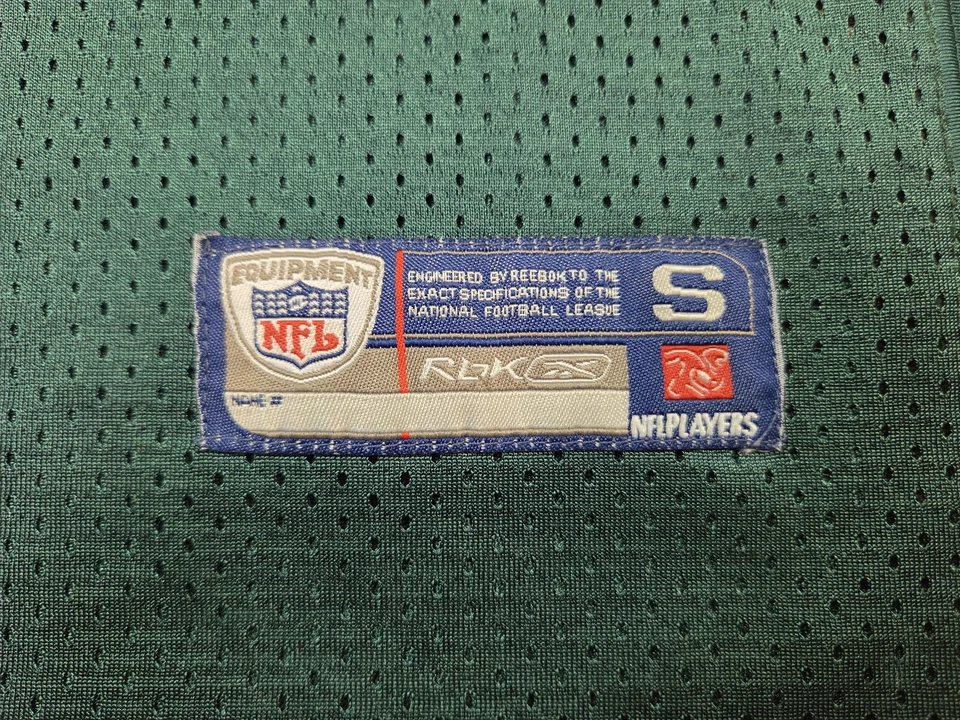 EQUIPMENT
NFL
ENGINEERED BY REEBOK TO THE
EXACT SPECIFICATIONS OF THE
NATIONAL FOOTBALL LEAGUE
S
Rbk
NAME #
NFLPLAYERS